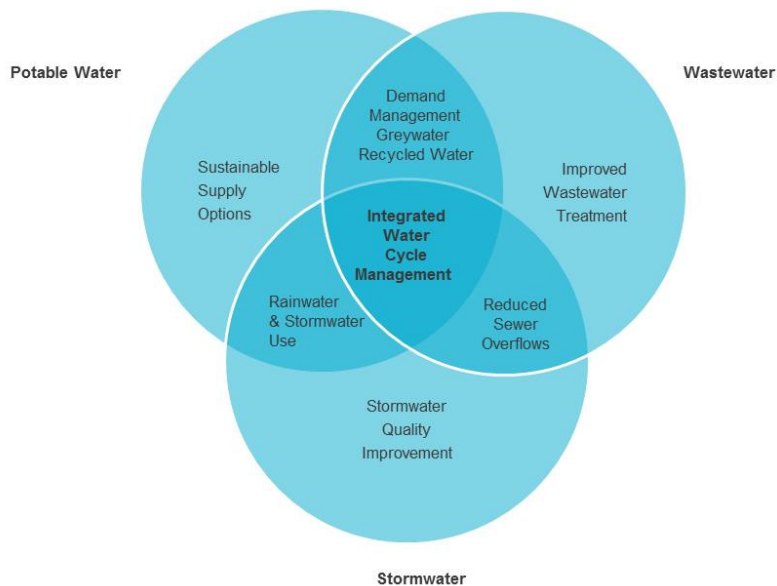 Potable Water
Wastewater
Demand
Management
Greywater
Recycled Water
Sustainable
Supply
Options
Improved
Wastewater
Treatment
Integrated
Water
Cycle
Management
Rainwater
& Stormwater
Use
Reduced
Sewer
Overflows
Stormwater
Quality
Improvement
Stormwater